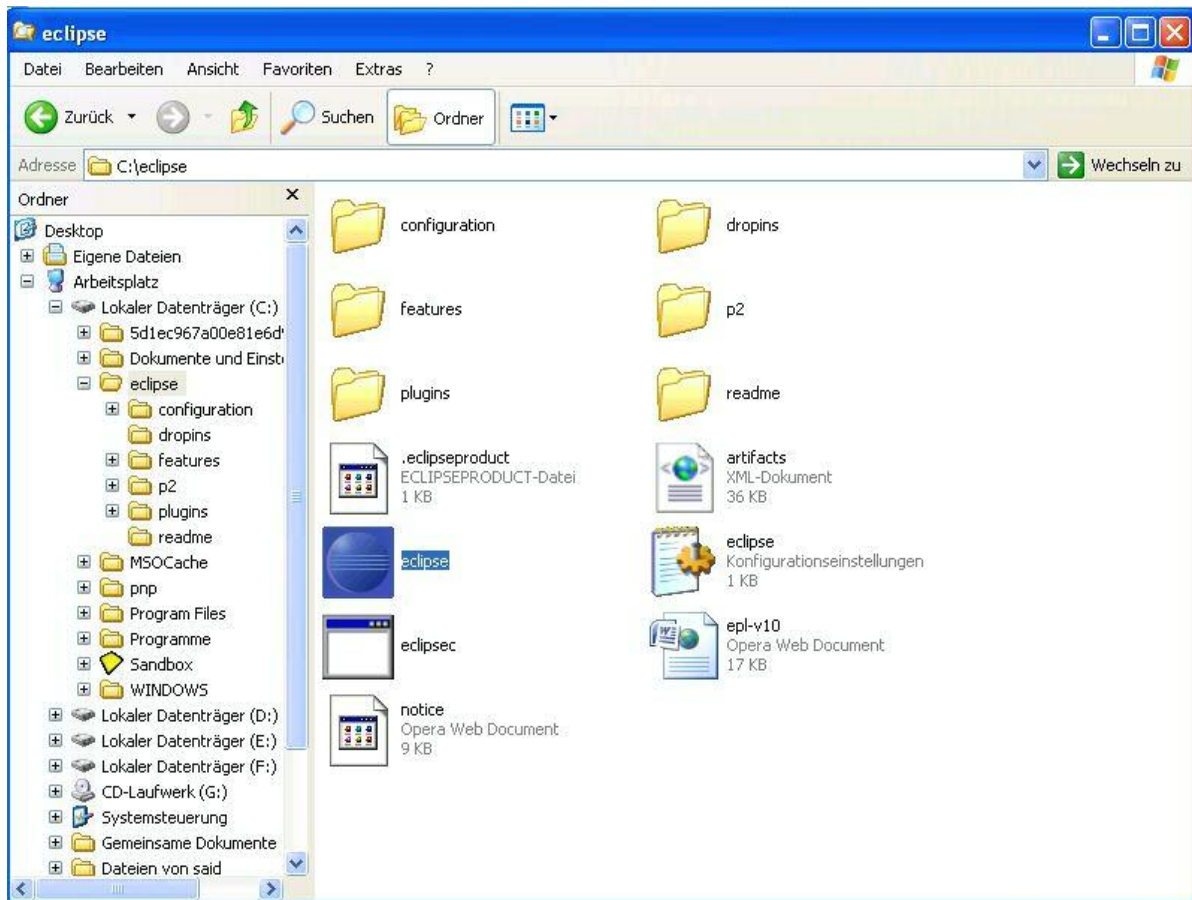 eclipse
Datei Bearbeiten Ansicht Favoriten Extras ?
Zurück Suchen Ordner
Adresse C:\eclipse Wechseln zu
Ordner
Desktop
Eigene Dateien
Arbeitsplatz
Lokaler Datenträger (C:)
5d1ec967a00e81e6d
Dokumente und Einst
eclipse
configuration
dropins
features
p2
plugins
readme
MSOCache
pnp
Program Files
Programme
Sandbox
WINDOWS
Lokaler Datenträger (D:)
Lokaler Datenträger (E:)
Lokaler Datenträger (F:)
CD-Laufwerk (G:)
Systemsteuerung
Gemeinsame Dokumente
Dateien von said
configuration
dropins
features
p2
plugins
readme
.eclipseproduct
ECLIPSEPRODUCT-Datei
1 KB
artifacts
XML-Dokument
36 KB
eclipse
eclipse
Konfigurationseinstellungen
1 KB
eclipsec
epl-v10
Opera Web Document
17 KB
notice
Opera Web Document
9 KB